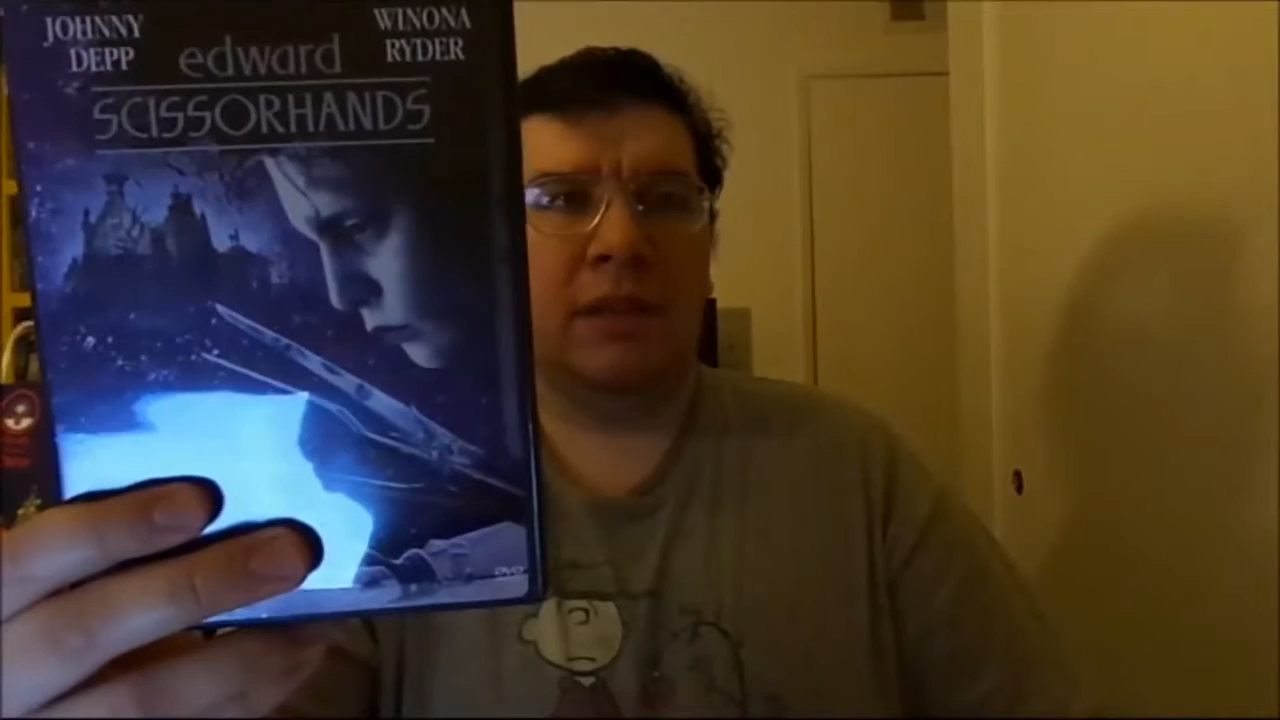 JOHNNY
DEPP
WINONA
RYDER
edward
SCISSORHANDS
DVD